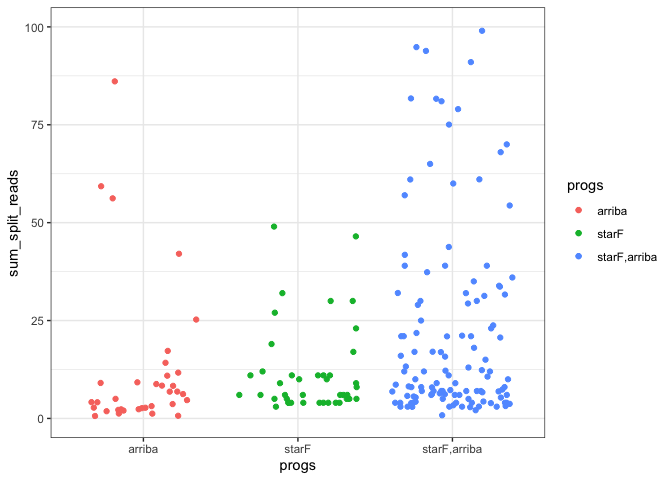 100
75
50
25
0
sum_split_reads
arriba
starF
starF,arriba
progs
progs
arriba
starF
starF,arriba